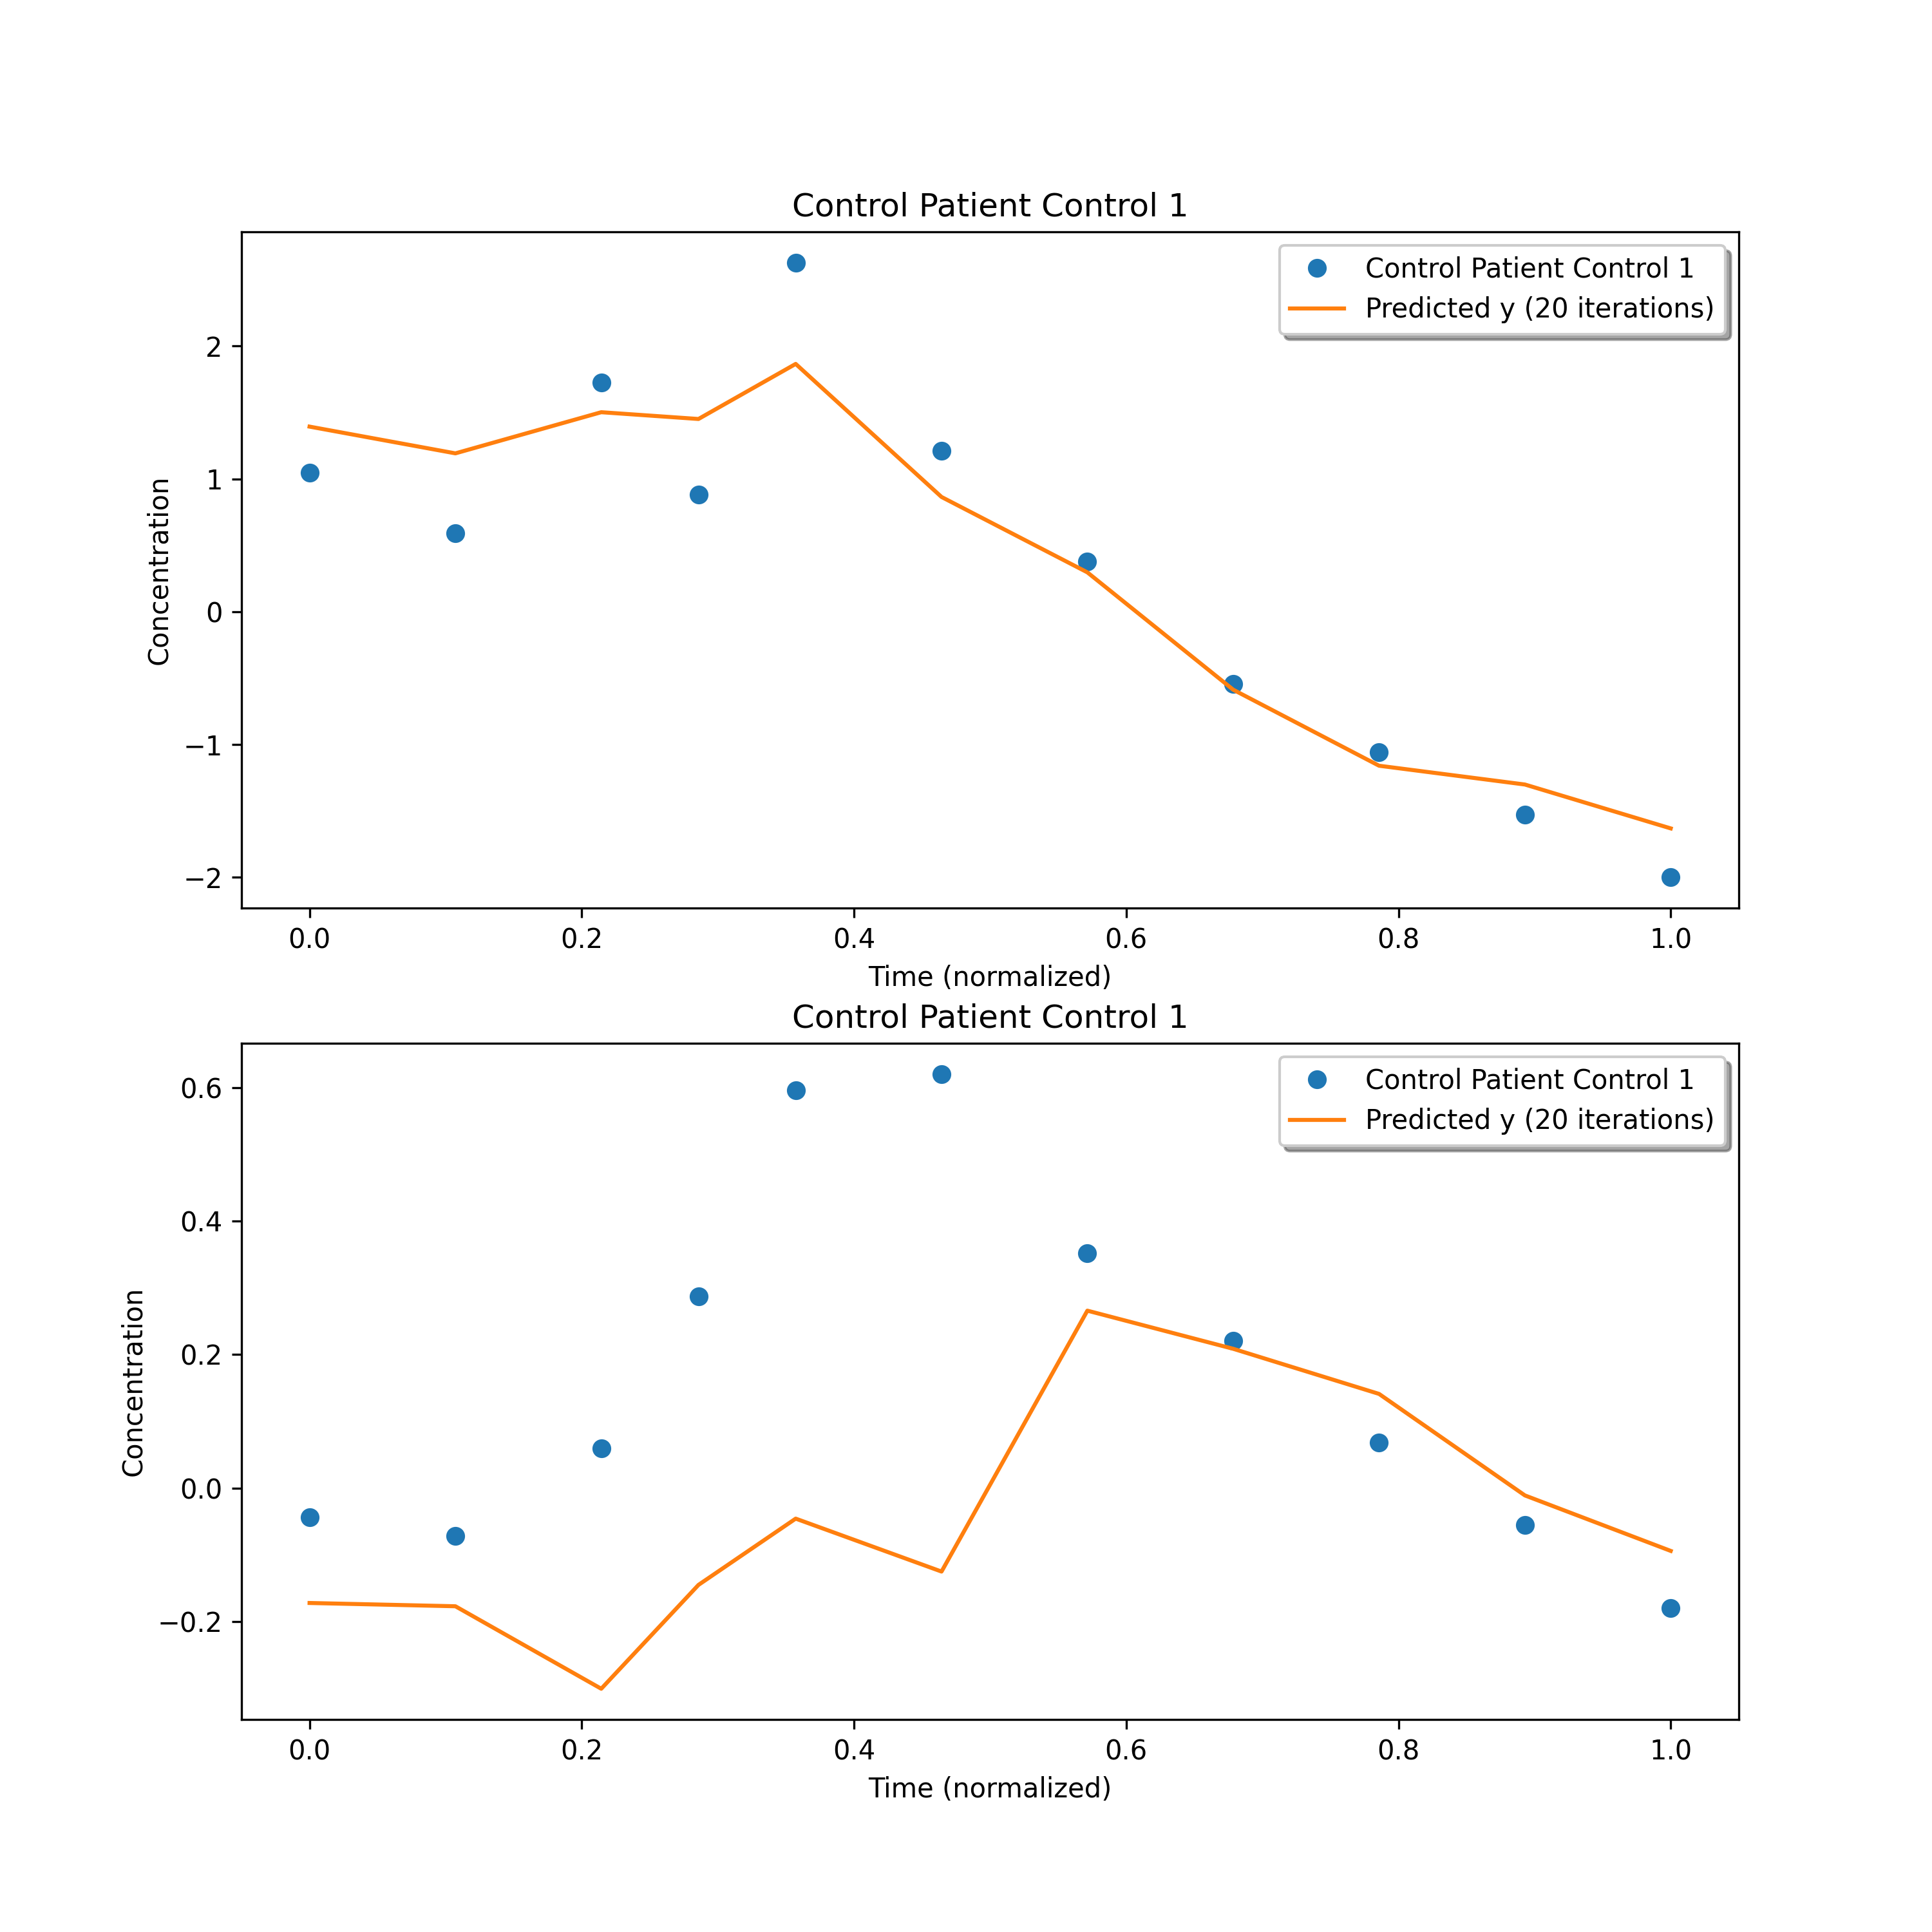 Control Patient Control 1
Control Patient Control 1
Predicted y (20 iterations)
2
1
0
−1
−2
Concentration
0.0 0.2 0.4 0.6 0.8 1.0
Time (normalized)
Control Patient Control 1
Control Patient Control 1
Predicted y (20 iterations)
0.6
0.4
0.2
0.0
−0.2
Concentration
0.0 0.2 0.4 0.6 0.8 1.0
Time (normalized)